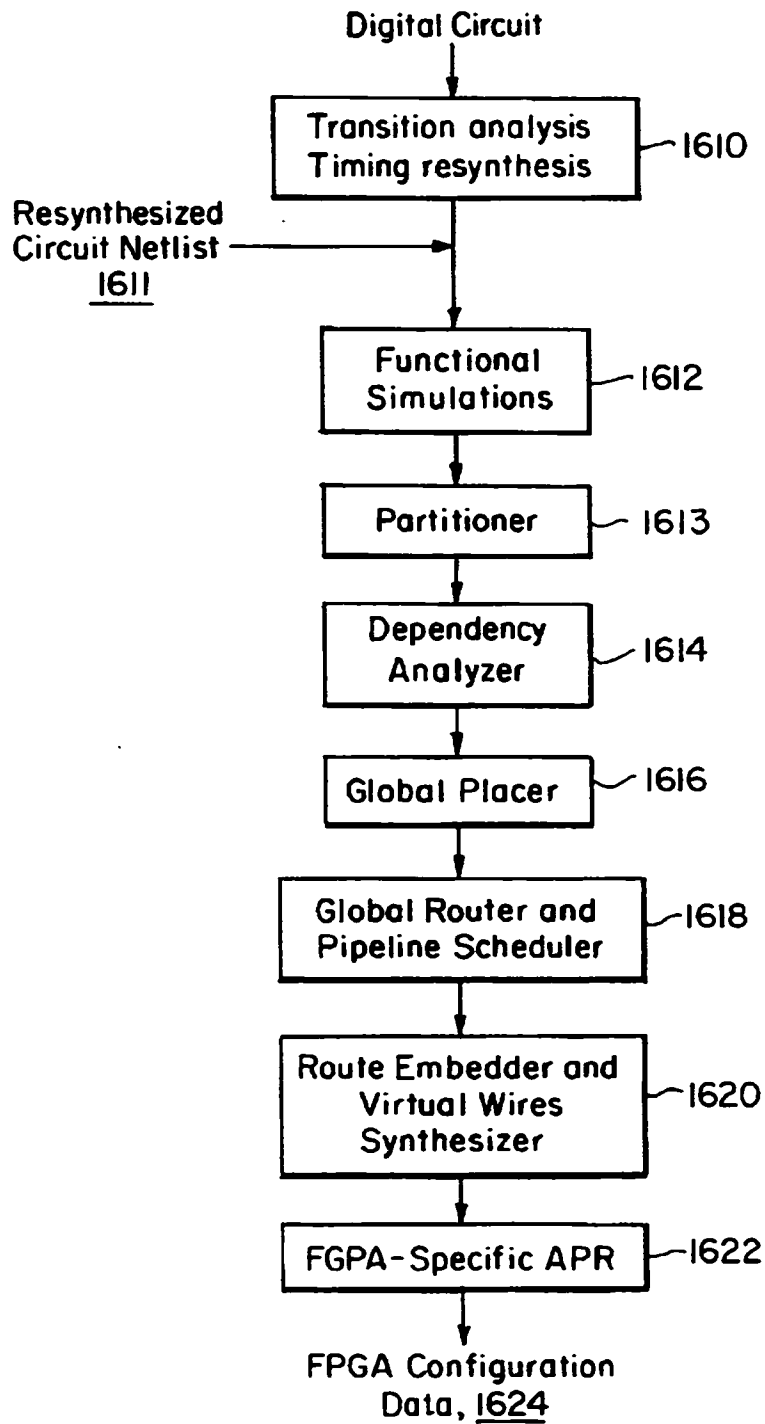 Digital Circuit
Transition analysis
Timing resynthesis
1610
Resynthesized
Circuit Netlist
1611
Functional
Simulations
1612
Partitioner
1613
Dependency
Analyzer
1614
Global Placer
1616
Global Router and
Pipeline Scheduler
1618
Route Embedder and
Virtual Wires
Synthesizer
1620
FGPA-Specific APR
1622
FPGA Configuration
Data, 1624